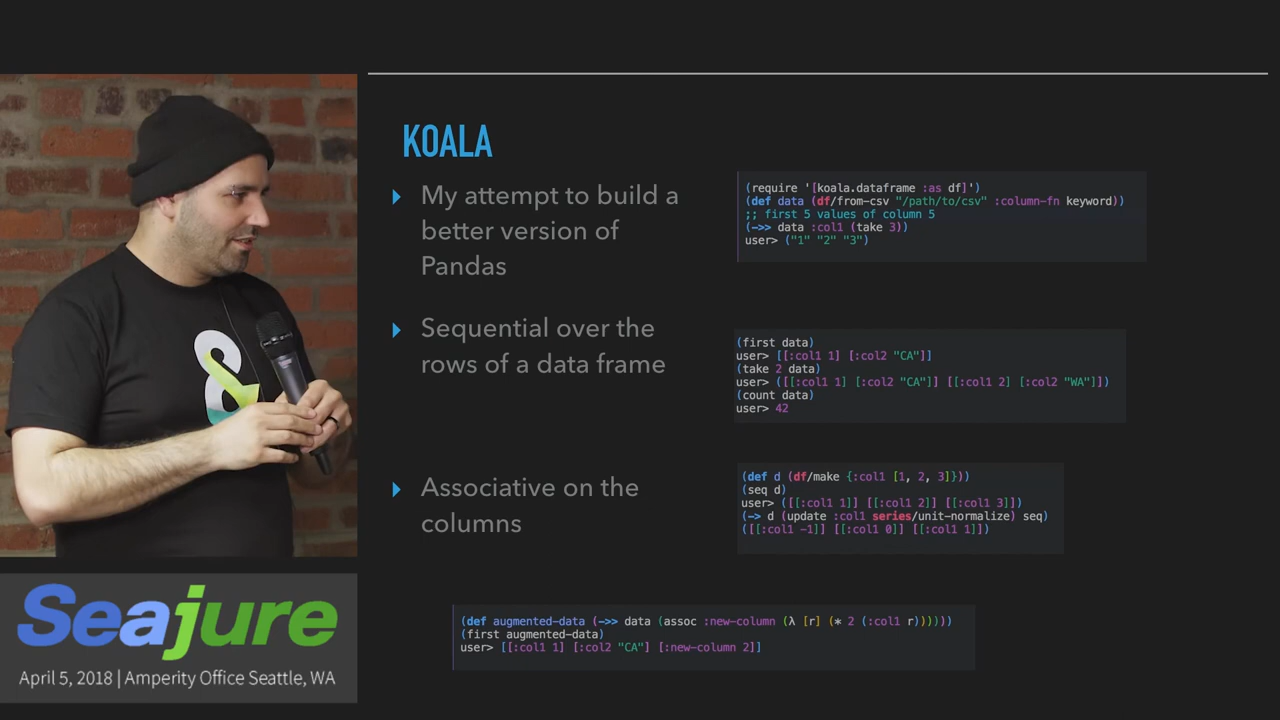 KOALA
My attempt to build a
better version of
Pandas
(require '[koala.dataframe :as df]')
(def data (df/from-csv "/path/to/csv" :column-fn keyword))
;; first 5 values of column 5
(->> data :col1 (take 3))
user> ("1" "2" "3")
Sequential over the
rows of a data frame
(first data)
user> [[:col1 1] [:col2 "CA"]]
(take 2 data)
user> ([[:col1 1] [:col2 "CA"]] [[:col1 2] [:col2 "WA"]])
(count data)
user> 42
Associative on the
columns
(def d (df/make {:col1 [1, 2, 3]}))
(seq d)
user> ([[:col1 1]] [[:col1 2]] [[:col1 3]])
(-> d (update :col1 series/unit-normalize) seq)
([[:col1 -1]] [[:col1 0]] [[:col1 1]])
(def augmented-data (->> data (assoc :new-column (λ [r] (* 2 (:col1 r))))))
(first augmented-data)
user> [[:col1 1] [:col2 "CA"] [:new-column 2]]
&
Seajure
April 5, 2018 | Amperity Office Seattle, WA